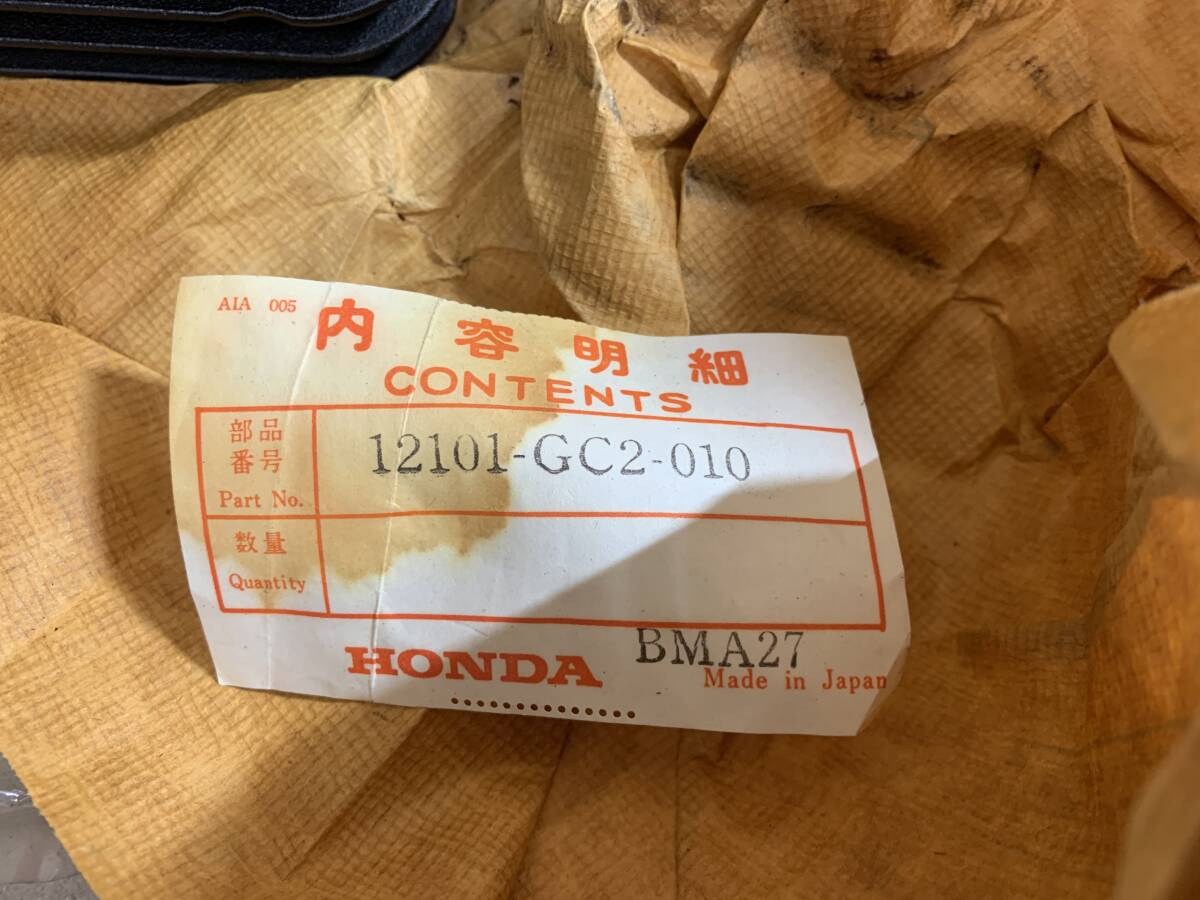 AIA 005
内容明細
CONTENTS
部品
番号
Part No.
12101-GC2-010
数量
Quantity
HONDA
BMA27
Made in Japan